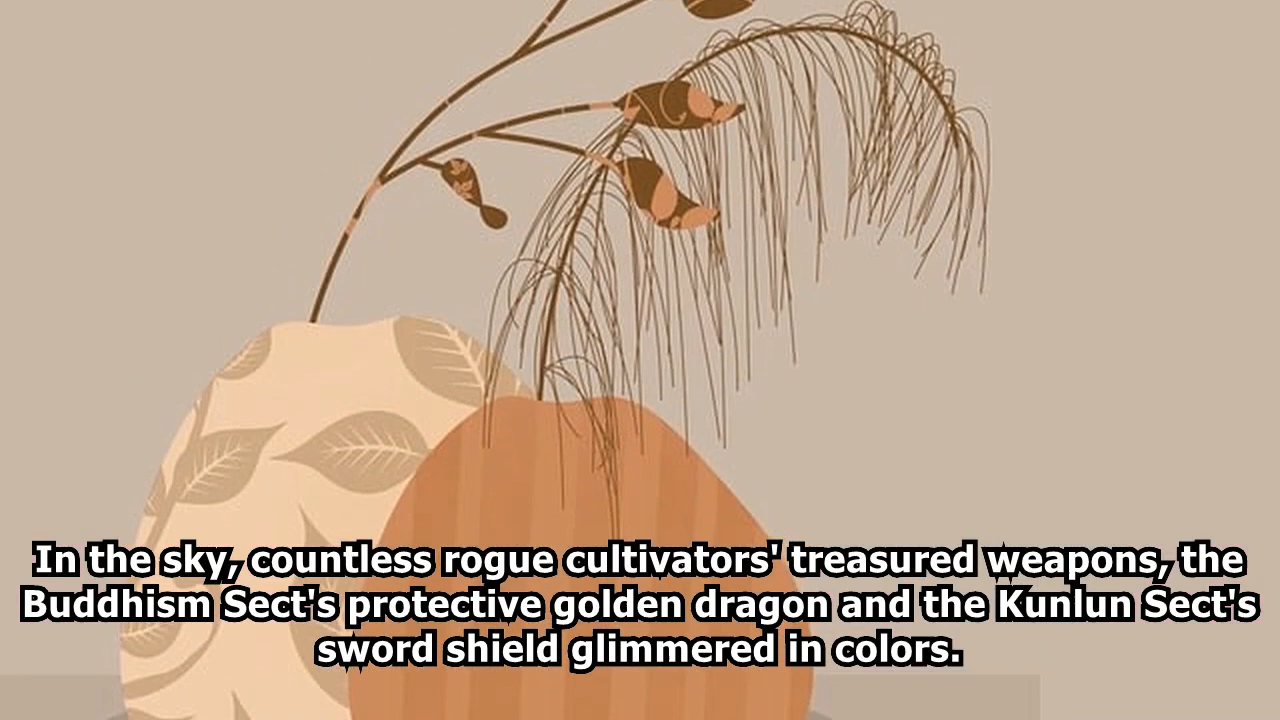 In the sky, countless rogue cultivators' treasured weapons, the
Buddhism Sect's protective golden dragon and the Kunlun Sect's
sword shield glimmered in colors.